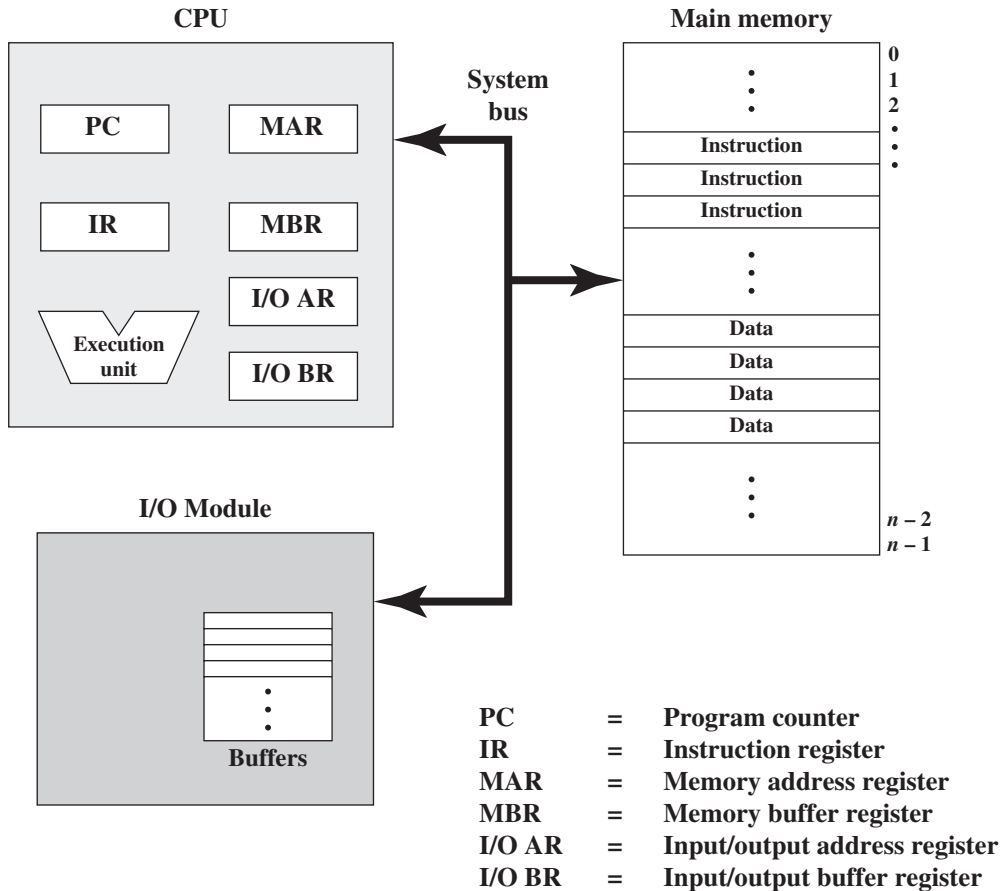 CPU
PC
MAR
IR
MBR
I/O AR
Execution
unit
I/O BR
System
bus
Main memory
0
1
2
Instruction
Instruction
Instruction
Data
Data
Data
Data
n – 2
n – 1
I/O Module
Buffers
PC = Program counter
IR = Instruction register
MAR = Memory address register
MBR = Memory buffer register
I/O AR = Input/output address register
I/O BR = Input/output buffer register